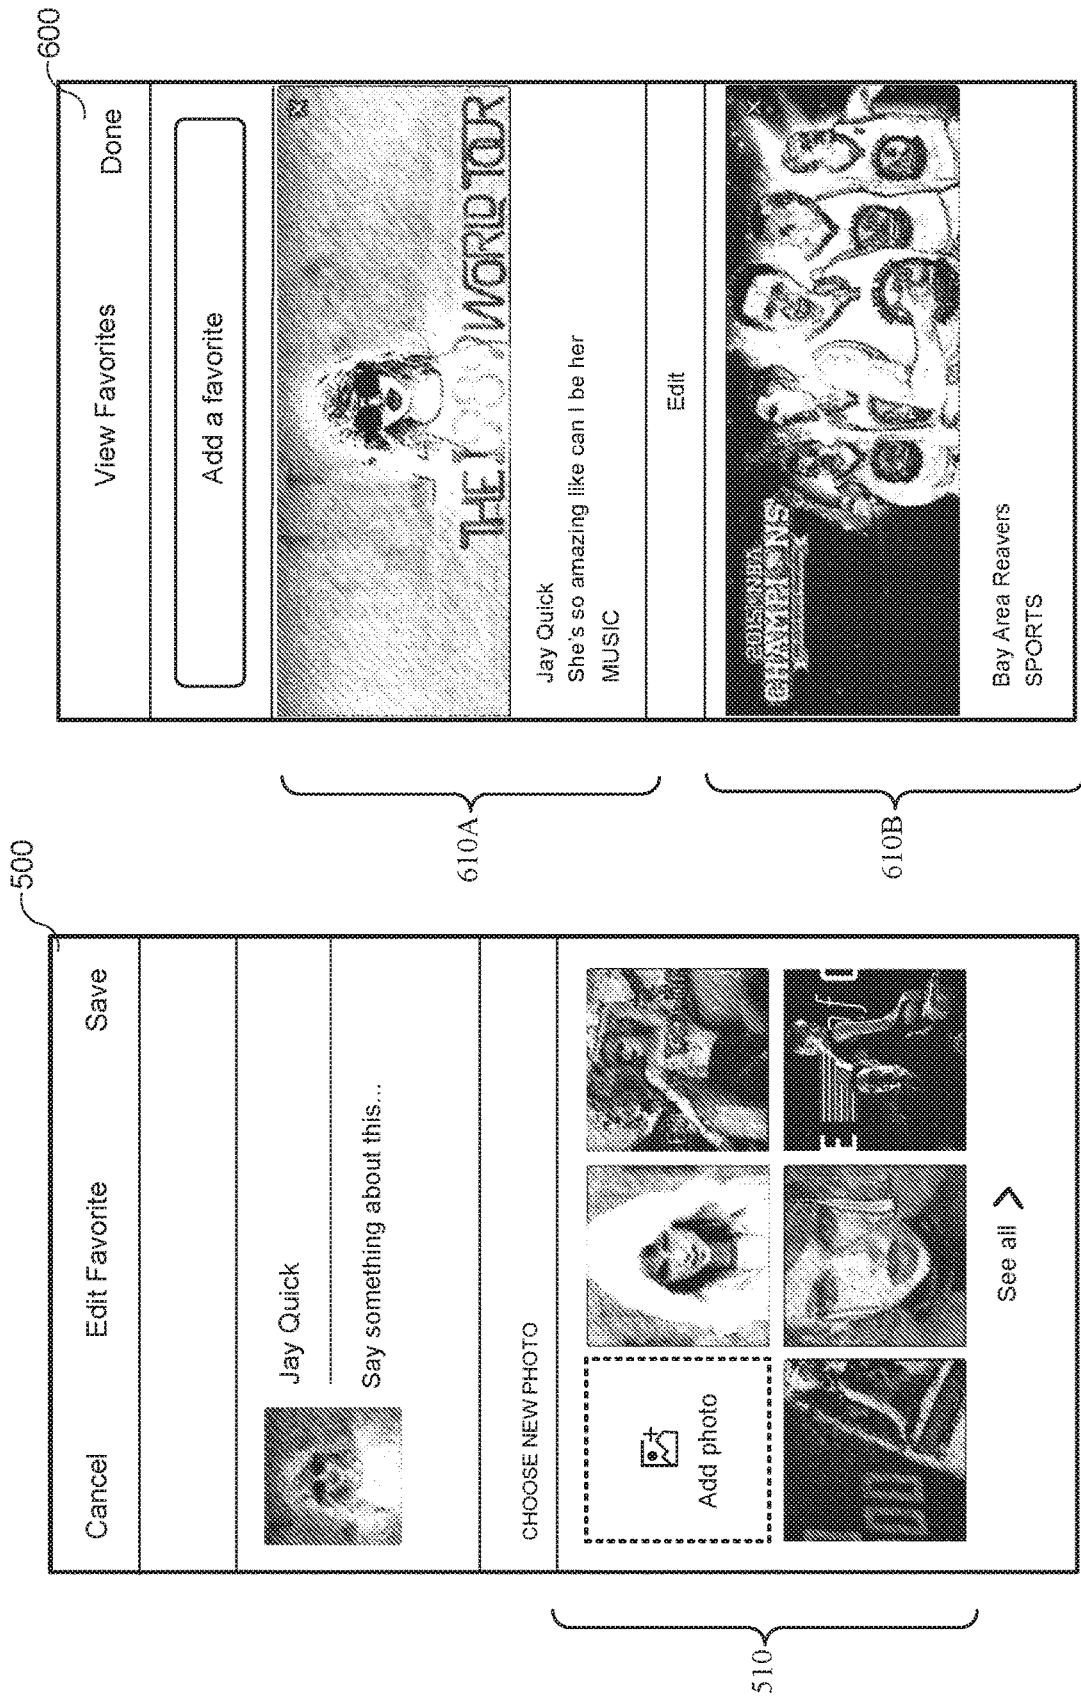 500
Cancel
Edit Favorite
Save
Jay Quick
Say something about this...
CHOOSE NEW PHOTO
Add photo
See all
510
600
View Favorites
Done
Add a favorite
WORLD TOUR
Jay Quick
She's so amazing like can I be her
MUSIC
Edit
610A
CHAMPIONS
Bay Area Reavers
SPORTS
610B